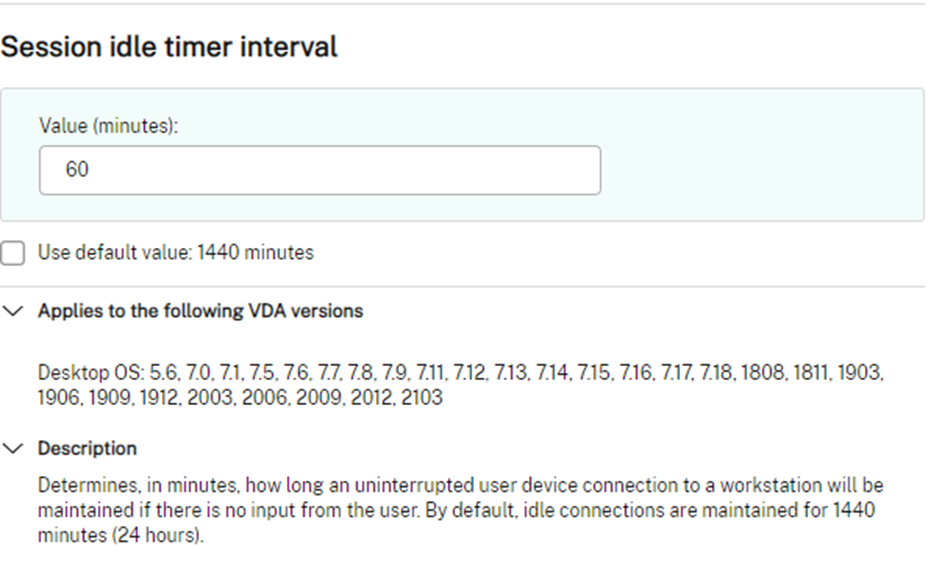 Session idle timer interval
Value (minutes):
60
Use default value: 1440 minutes
Applies to the following VDA versions
Desktop OS: 5.6, 7.0, 7.1, 7.5, 7.6, 7.7, 7.8, 7.9, 7.11, 7.12, 7.13, 7.14, 7.15, 7.16, 7.17, 7.18, 1808, 1811, 1903,
1906, 1909, 1912, 2003, 2006, 2009, 2012, 2103
Description
Determines, in minutes, how long an uninterrupted user device connection to a workstation will be
maintained if there is no input from the user. By default, idle connections are maintained for 1440
minutes (24 hours).